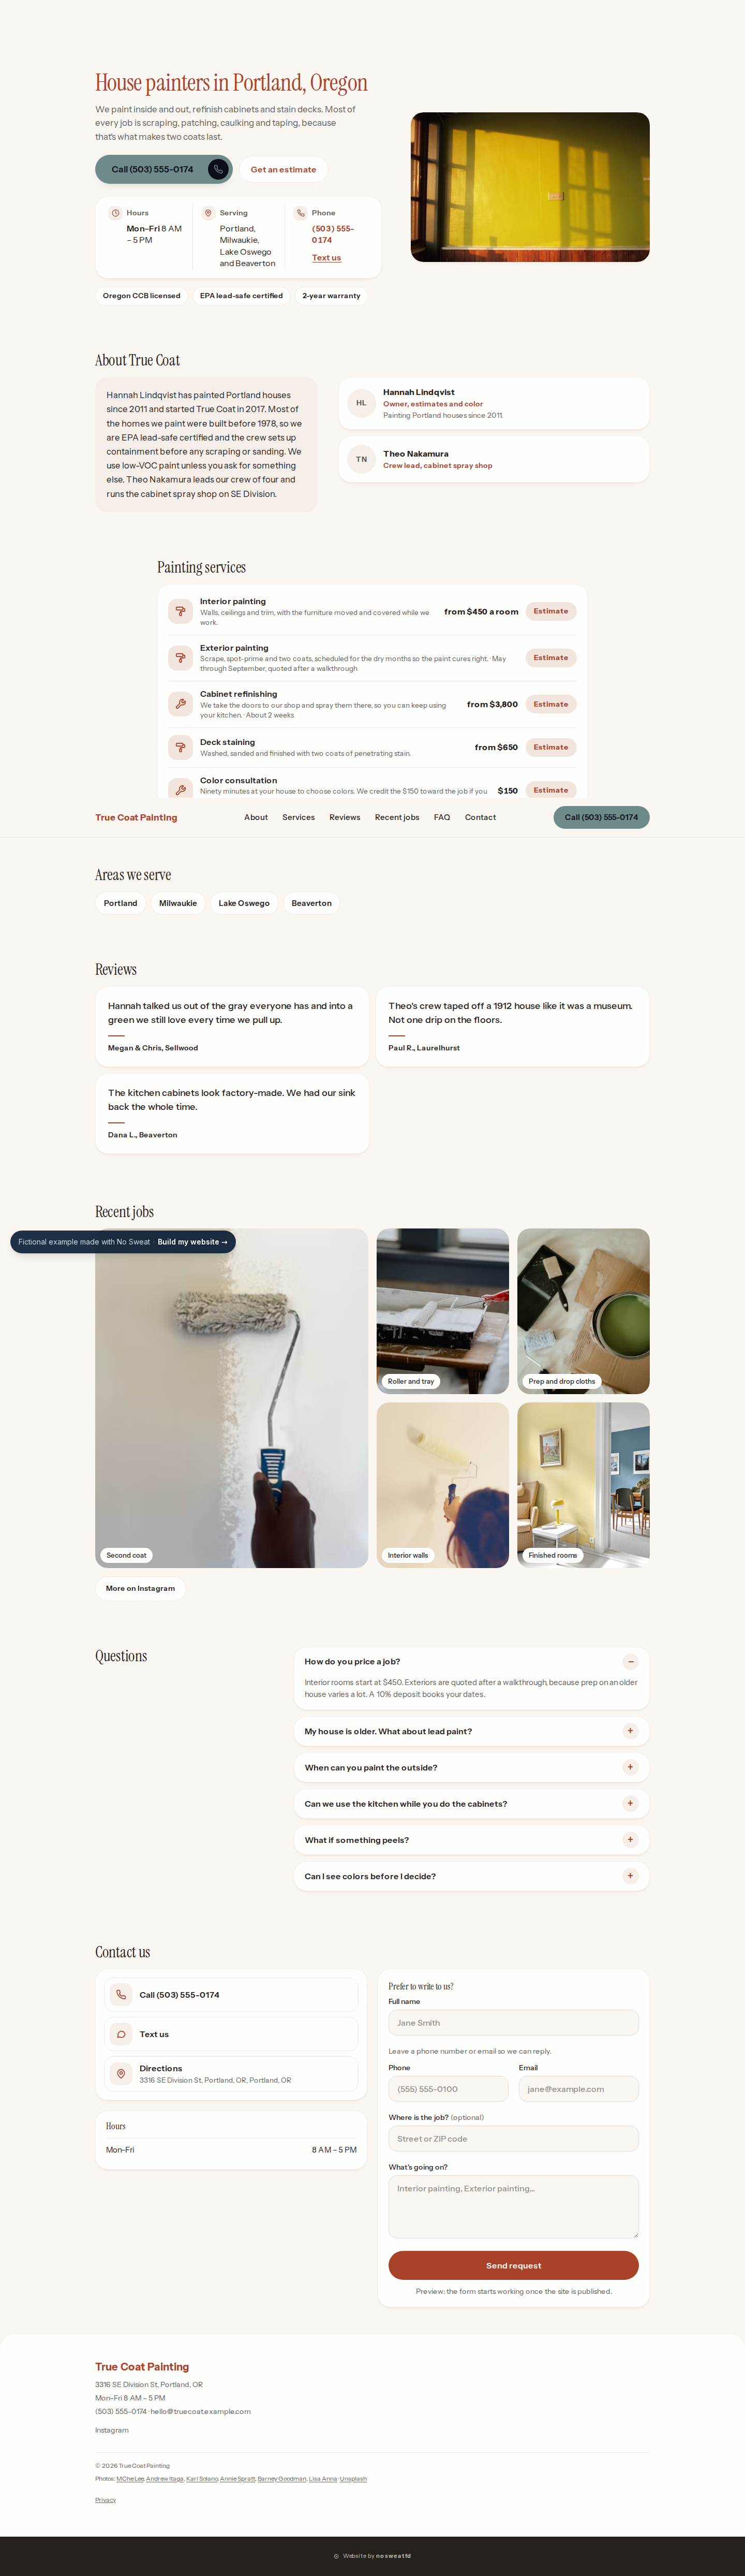 House painters in Portland, Oregon
We paint inside and out, refinish cabinets and stain decks. Most of
every job is scraping, patching, caulking and taping, because
that's what makes two coats last.
Call (503) 555-0174
Get an estimate
Hours
Mon–Fri 8 AM
– 5 PM
Serving
Portland,
Milwaukie,
Lake Oswego
and Beaverton
Phone
(503) 555-
0174
Text us
Oregon CCB licensed
EPA lead-safe certified
2-year warranty
About True Coat
Hannah Lindqvist has painted Portland houses
since 2011 and started True Coat in 2017. Most of
the homes we paint were built before 1978, so we
are EPA lead-safe certified and the crew sets up
containment before any scraping or sanding. We
use low-VOC paint unless you ask for something
else. Theo Nakamura leads our crew of four and
runs the cabinet spray shop on SE Division.
HL
Hannah Lindqvist
Owner, estimates and color
Painting Portland houses since 2011.
TN
Theo Nakamura
Crew lead, cabinet spray shop
Painting services
Interior painting
Walls, ceilings and trim, with the furniture moved and covered while we
work.
from $450 a room
Estimate
Exterior painting
Scrape, spot-prime and two coats, scheduled for the dry months so the paint cures right. · May
through September, quoted after a walkthrough
Estimate
Cabinet refinishing
We take the doors to our shop and spray them there, so you can keep using
your kitchen. · About 2 weeks
from $3,800
Estimate
Deck staining
Washed, sanded and finished with two coats of penetrating stain.
from $650
Estimate
Color consultation
Ninety minutes at your house to choose colors. We credit the $150 toward the job if you
$150
Estimate
True Coat Painting
About
Services
Reviews
Recent jobs
FAQ
Contact
Call (503) 555-0174
Areas we serve
Portland
Milwaukie
Lake Oswego
Beaverton
Reviews
Hannah talked us out of the gray everyone has and into a
green we still love every time we pull up.
Megan & Chris, Sellwood
Theo's crew taped off a 1912 house like it was a museum.
Not one drip on the floors.
Paul R., Laurelhurst
The kitchen cabinets look factory-made. We had our sink
back the whole time.
Dana L., Beaverton
Recent jobs
Fictional example made with No Sweat · Build my website →
Second coat
Roller and tray
Prep and drop cloths
Interior walls
Finished rooms
More on Instagram
Questions
How do you price a job?
Interior rooms start at $450. Exteriors are quoted after a walkthrough, because prep on an older
house varies a lot. A 10% deposit books your dates.
My house is older. What about lead paint?
When can you paint the outside?
Can we use the kitchen while you do the cabinets?
What if something peels?
Can I see colors before I decide?
Contact us
Call (503) 555-0174
Text us
Directions
3316 SE Division St, Portland, OR, Portland, OR
Hours
Mon–Fri
8 AM – 5 PM
Prefer to write to us?
Full name
Jane Smith
Leave a phone number or email so we can reply.
Phone
(555) 555-0100
Email
jane@example.com
Where is the job? (optional)
Street or ZIP code
What's going on?
Interior painting, Exterior painting...
Send request
Preview: the form starts working once the site is published.
True Coat Painting
3316 SE Division St, Portland, OR
Mon–Fri 8 AM – 5 PM
(503) 555-0174 · hello@truecoat.example.com
Instagram
© 2026 True Coat Painting
Photos: MChe Lee, Andrew Itaga, Karl Solano, Annie Spratt, Barney Goodman, Lisa Anna · Unsplash
Privacy
Website by nosweatfd